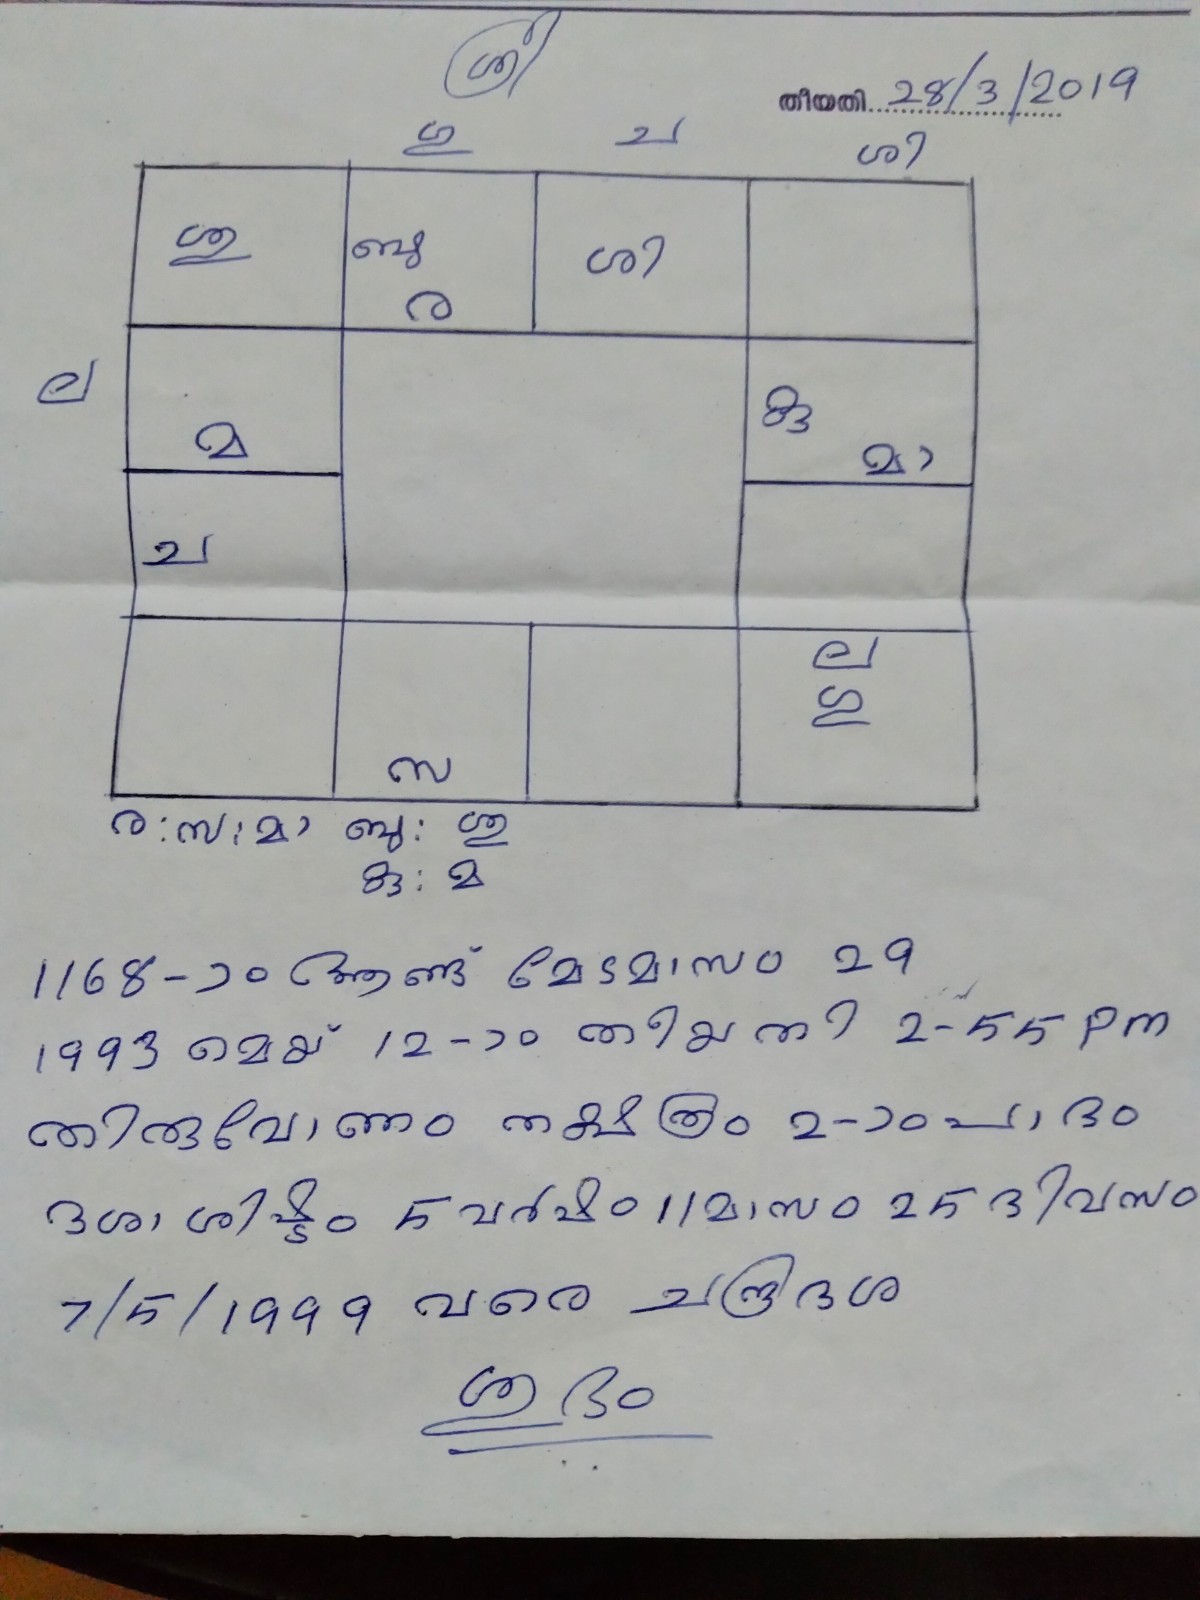 ശ്രീ
തീയതി 28/3/2019
ഗു ച ശി
ശു ബു ശി
ര
ല കു
മ മാ
ച
ല
ഗു
സ
ര:സ:മാ ബു: ശു
കു: മ
1168-ാം ആണ്ട് മേടമാസം 29
1993 മെയ് 12-ാം തിയതി 2-55 pm
തിരുവോണം നക്ഷത്രം 2-ാം പാദം
ദശാശിഷ്ടം 5 വർഷം 11 മാസം 25 ദിവസം
7/5/1999 വരെ ചന്ദ്രദശ
ശുഭം